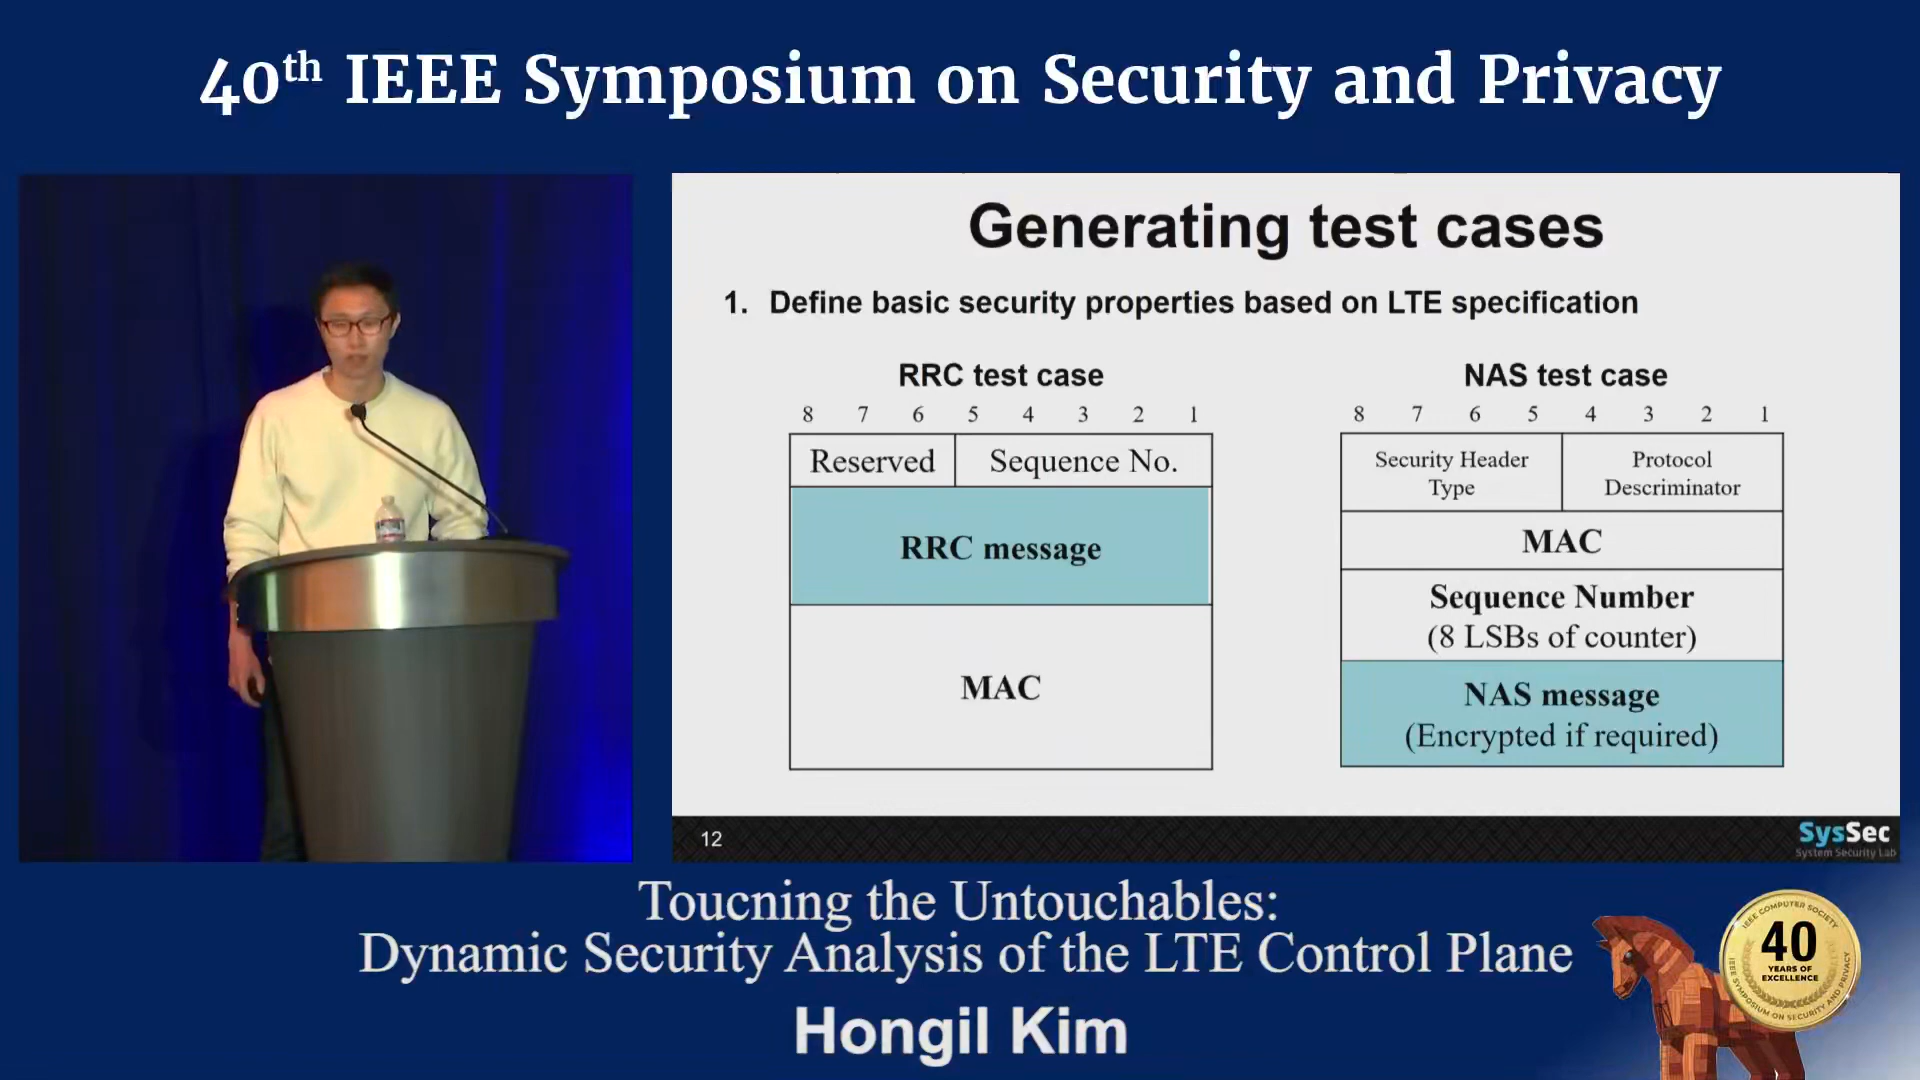 40th IEEE Symposium on Security and Privacy
Generating test cases
1. Define basic security properties based on LTE specification
RRC test case
8 7 6 5 4 3 2 1
Reserved
Sequence No.
RRC message
MAC
NAS test case
8 7 6 5 4 3 2 1
Security Header
Type
Protocol
Descriminator
MAC
Sequence Number
(8 LSBs of counter)
NAS message
(Encrypted if required)
12
SysSec
System Security Lab
Toucning the Untouchables:
Dynamic Security Analysis of the LTE Control Plane
Hongil Kim
IEEE COMPUTER SOCIETY
40
YEARS OF
EXCELLENCE
IEEE SYMPOSIUM ON SECURITY AND PRIVACY